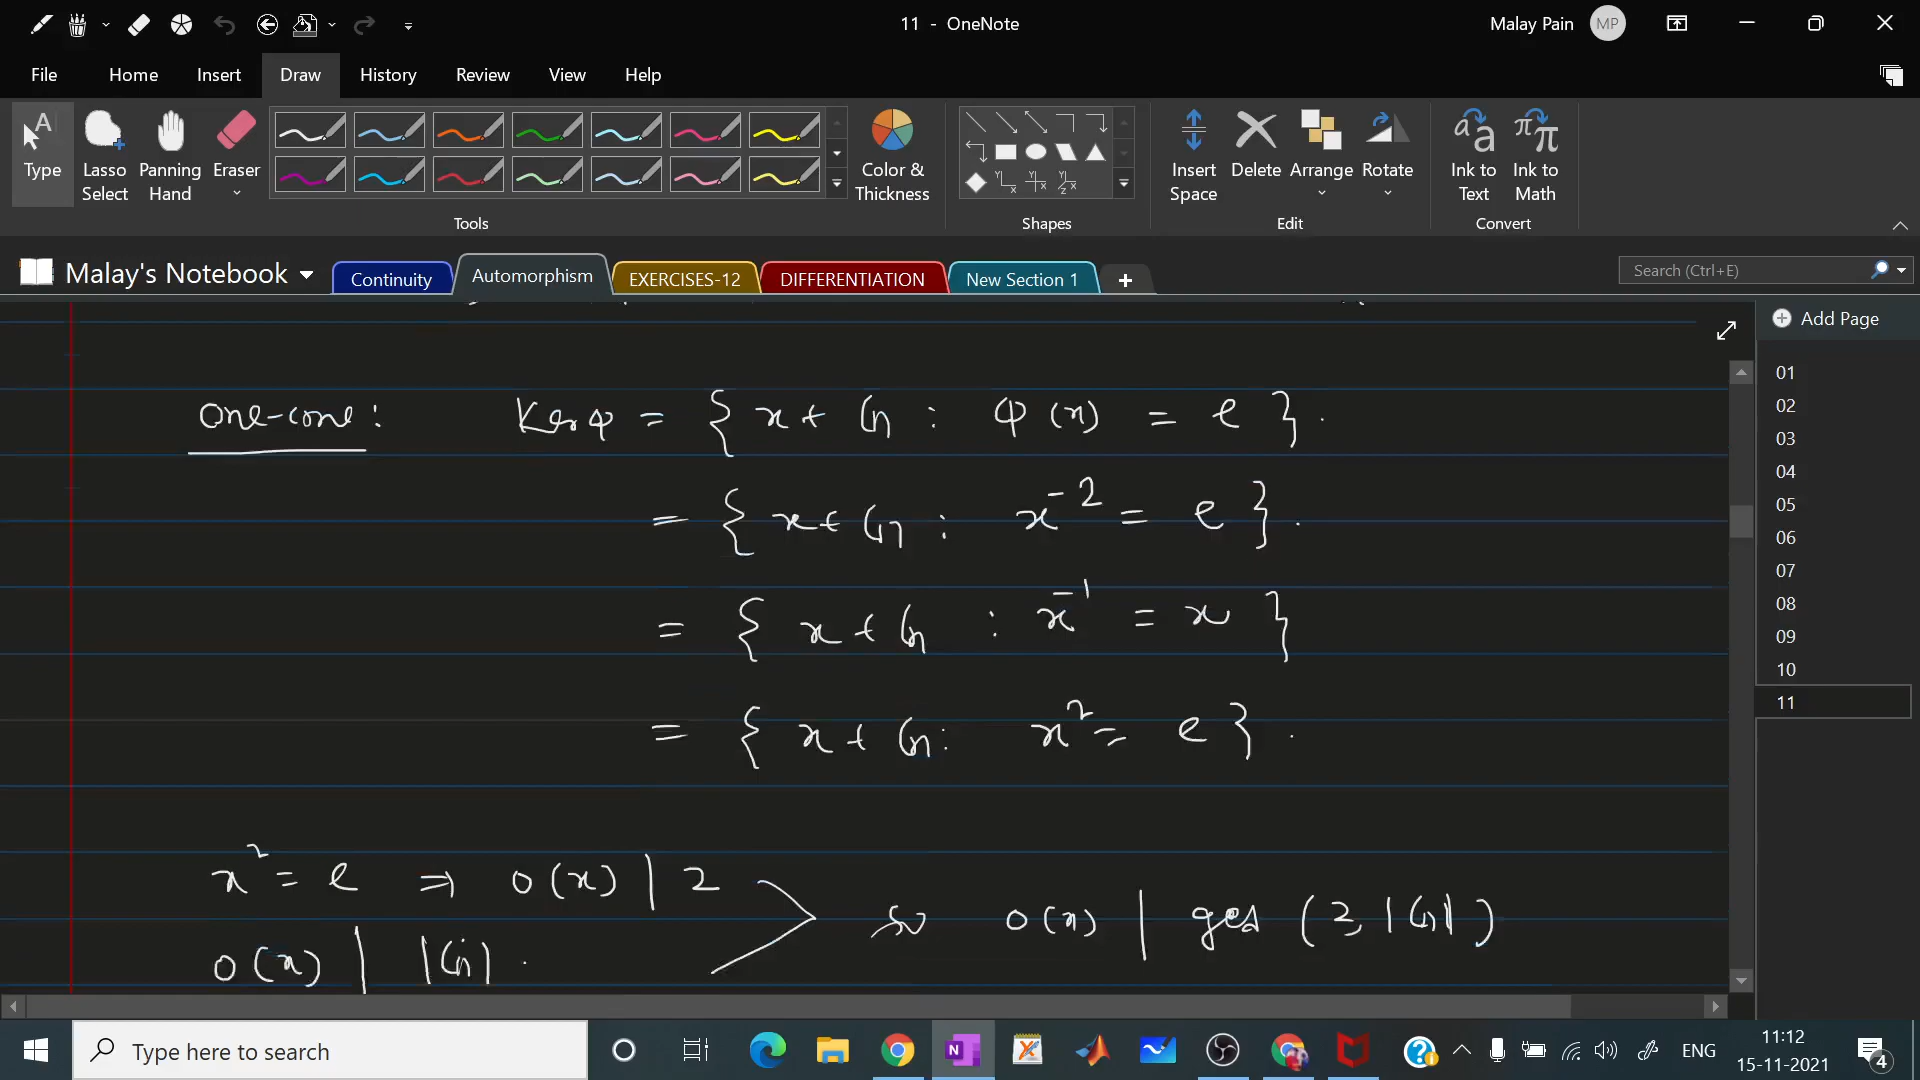 11 - OneNote
Malay Pain MP
File Home Insert Draw History Review View Help
Type
Lasso Select
Panning Hand
Eraser
Color & Thickness
Insert Space
Delete
Arrange
Rotate
Ink to Text
Ink to Math
Tools Shapes Edit Convert
Malay's Notebook Continuity Automorphism EXERCISES-12 DIFFERENTIATION New Section 1 +
Search (Ctrl+E)
Add Page
01
02
03
04
05
06
07
08
09
10
11
one-one: Ker φ = { x ∈ G : φ(x) = e }.
= { x ∈ G : x⁻² = e }.
= { x ∈ G : x⁻¹ = x }
= { x ∈ G : x² = e }.
x² = e ⇒ o(x) | 2
so o(x) | gcd (2, |G|)
o(x) | |G|.
Type here to search
ENG
11:12
15-11-2021
4